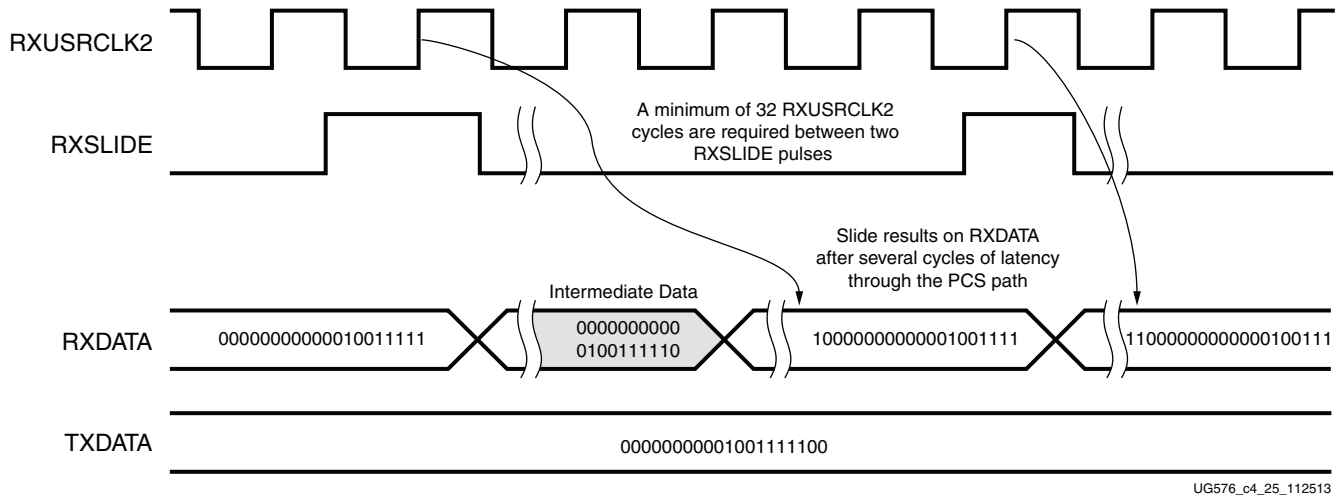 RXUSRCLK2
A minimum of 32 RXUSRCLK2
cycles are required between two
RXSLIDE pulses
RXSLIDE
Slide results on RXDATA
after several cycles of latency
through the PCS path
Intermediate Data
RXDATA
00000000000010011111
0000000000
0100111110
10000000000001001111
11000000000000100111
TXDATA
00000000001001111100
UG576_c4_25_112513